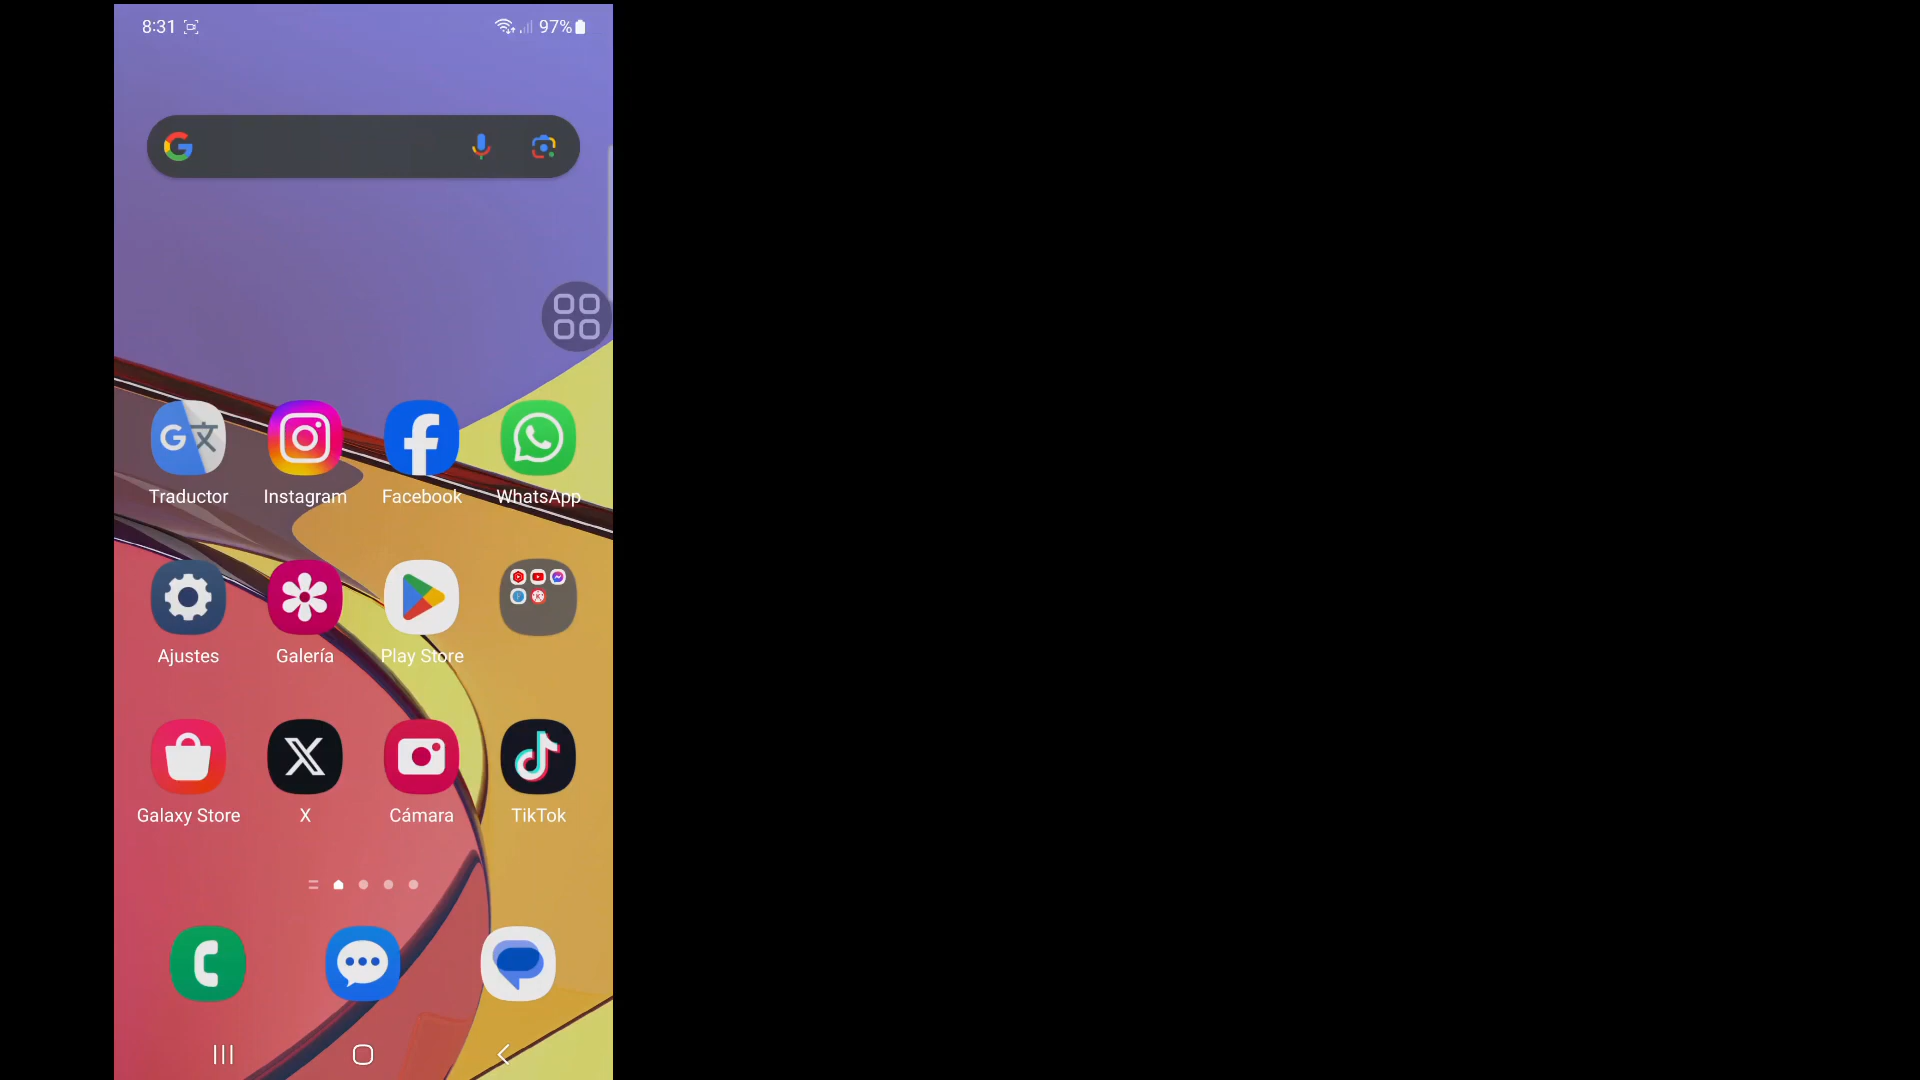 8:31 97%
Traductor Instagram Facebook WhatsApp
Ajustes Galería Play Store
Galaxy Store X Cámara TikTok